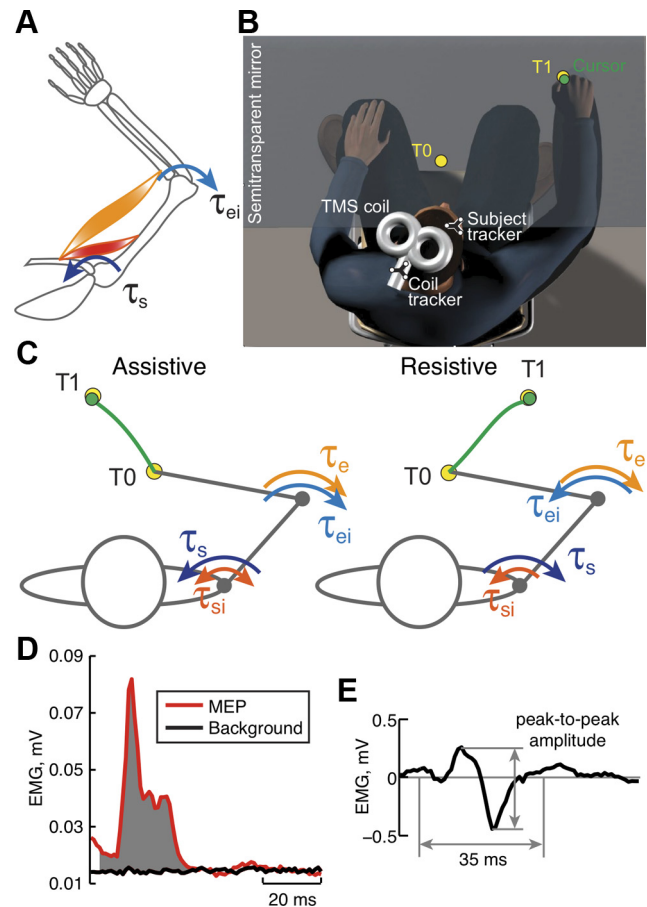 A
τei
τs
B
Semitransparent mirror
T1
Cursor
T0
TMS coil
Subject
tracker
Coil
tracker
C
Assistive
T1
T0
τe
τei
τs
τsi
Resistive
T1
T0
τe
τei
τs
τsi
D
0.09
0.07
0.05
0.03
0.01
EMG, mV
MEP
Background
20 ms
E
0.5
0
−0.5
EMG, mV
peak-to-peak
amplitude
35 ms